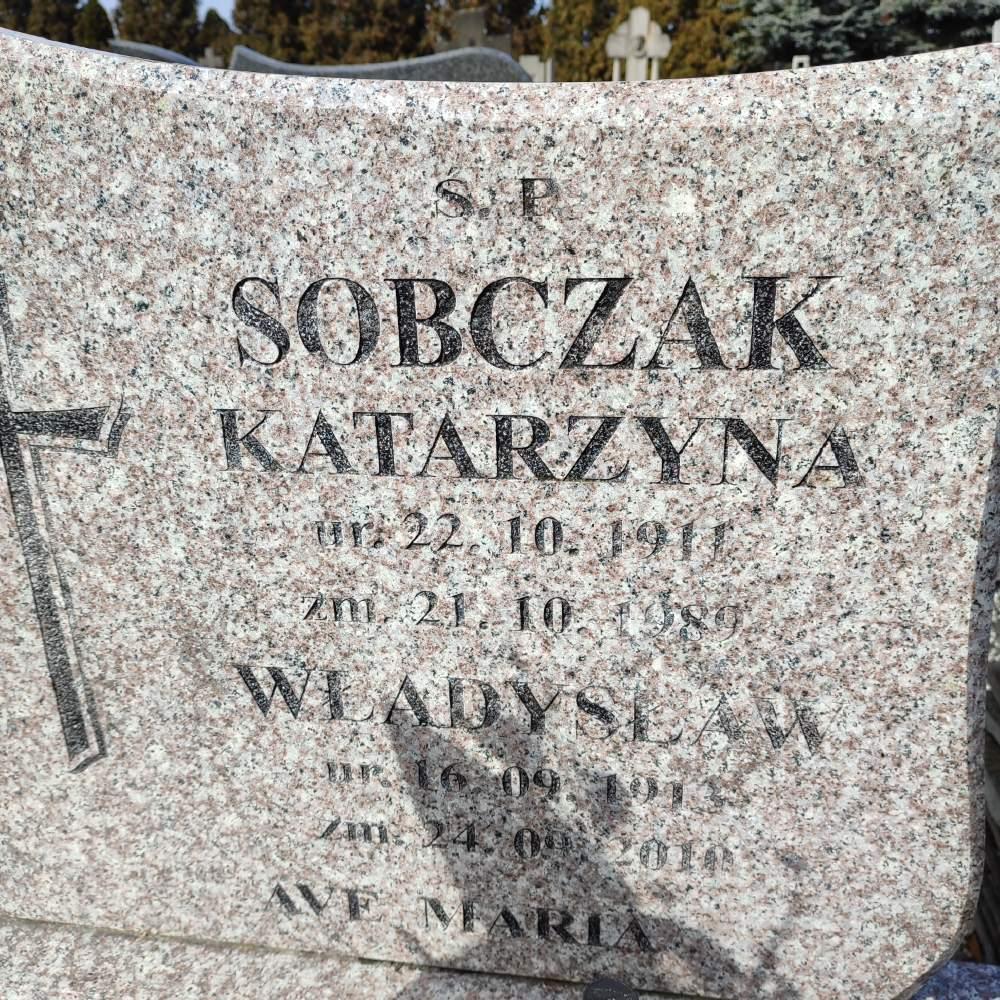 S. P.
SOBCZAK
KATARZYNA
ur. 22. 10. 1911
zm. 21. 10. 1989
WŁADYSŁAW
ur. 16. 09. 1913
zm. 24. 09. 2010
AVE MARIA